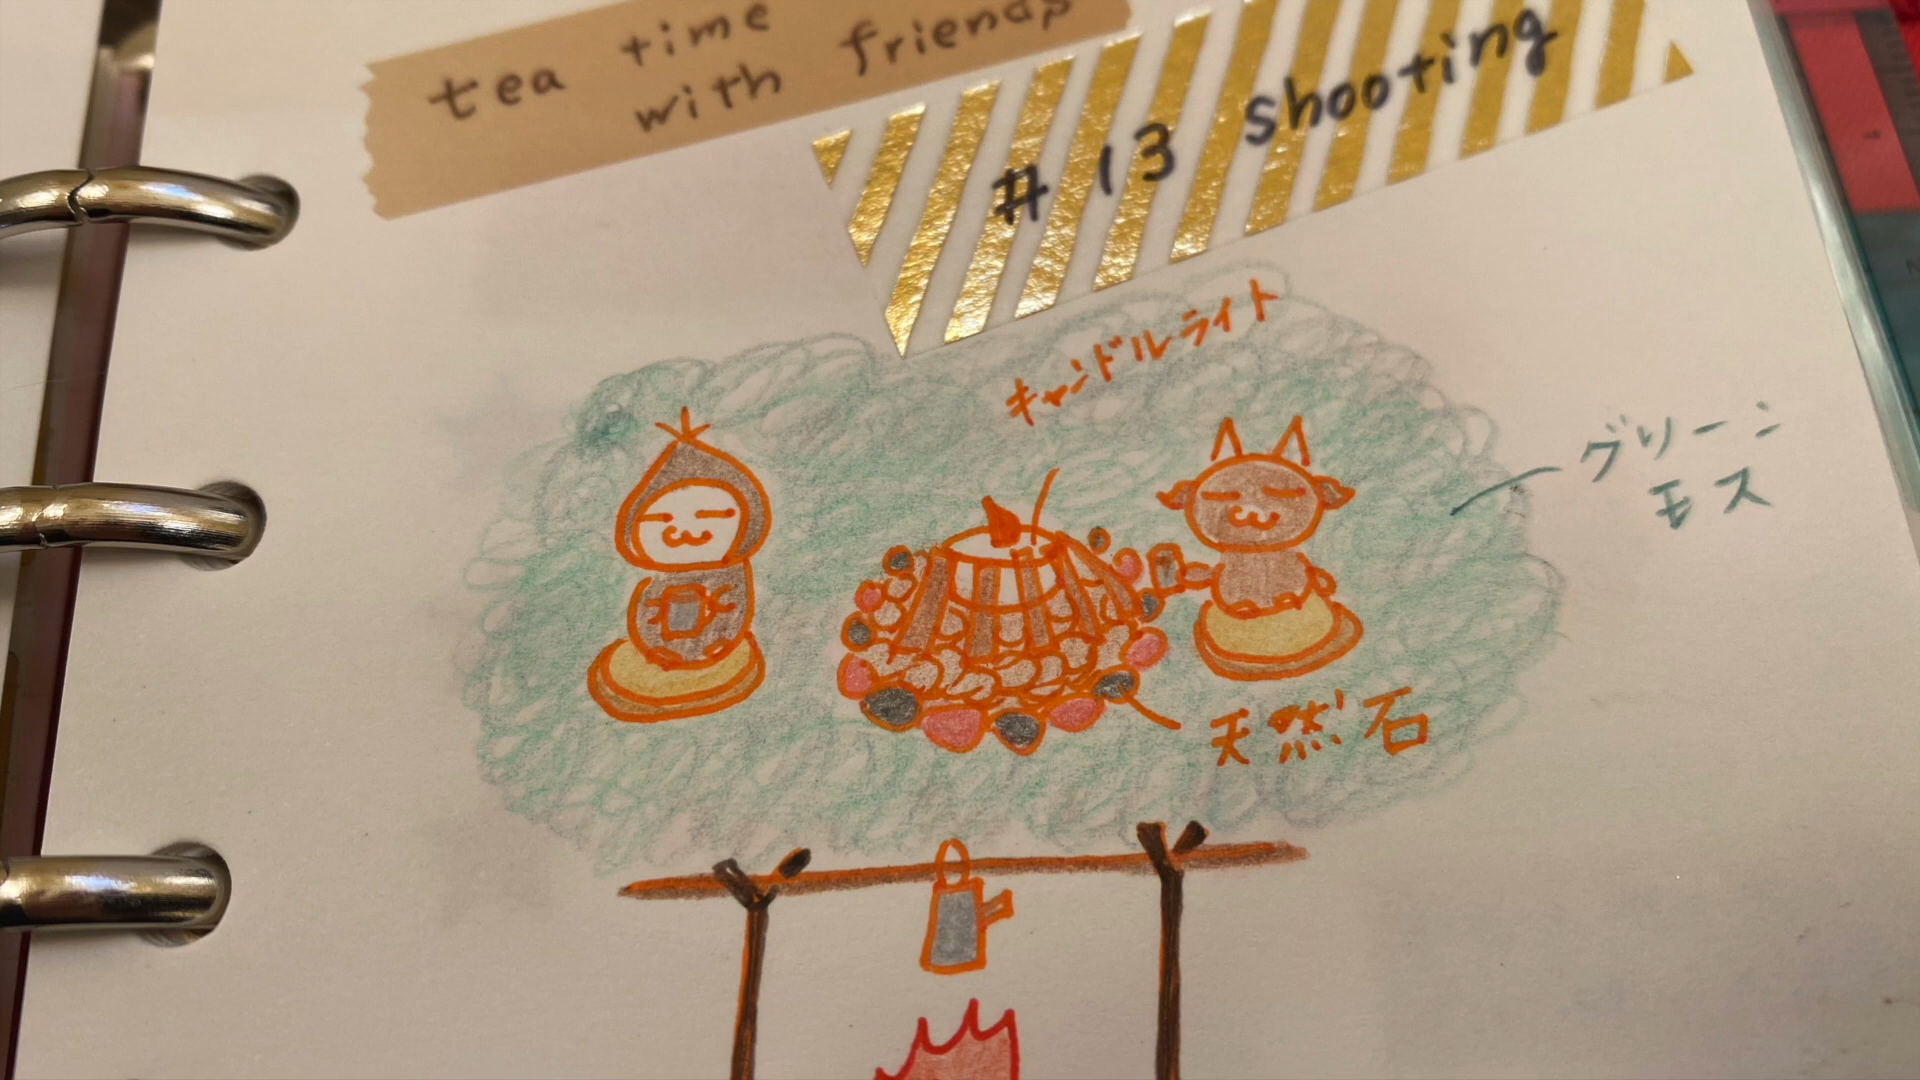 tea time
with friends
#13 shooting
キャンドルライト
グリーン
モス
天然石